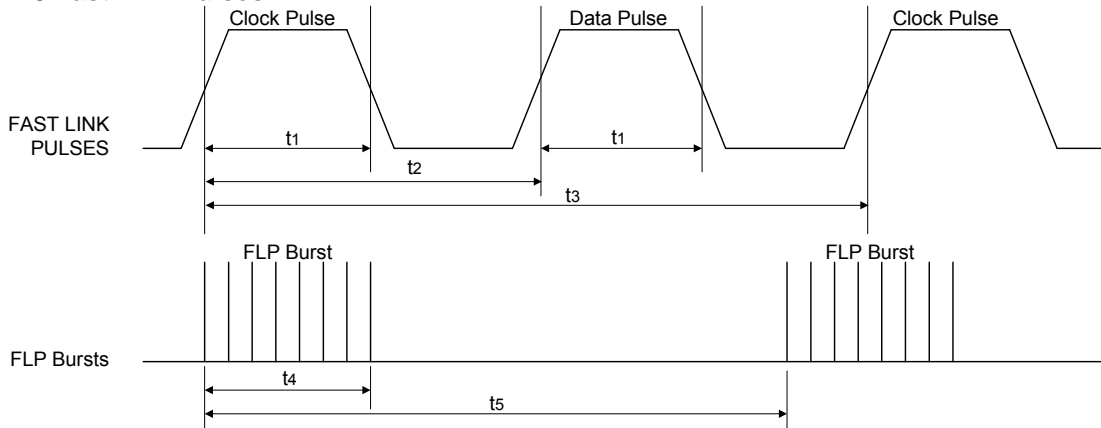 Clock Pulse
Data Pulse
Clock Pulse
FAST LINK
PULSES
t1
t1
t2
t3
FLP Burst
FLP Burst
FLP Bursts
t4
t5